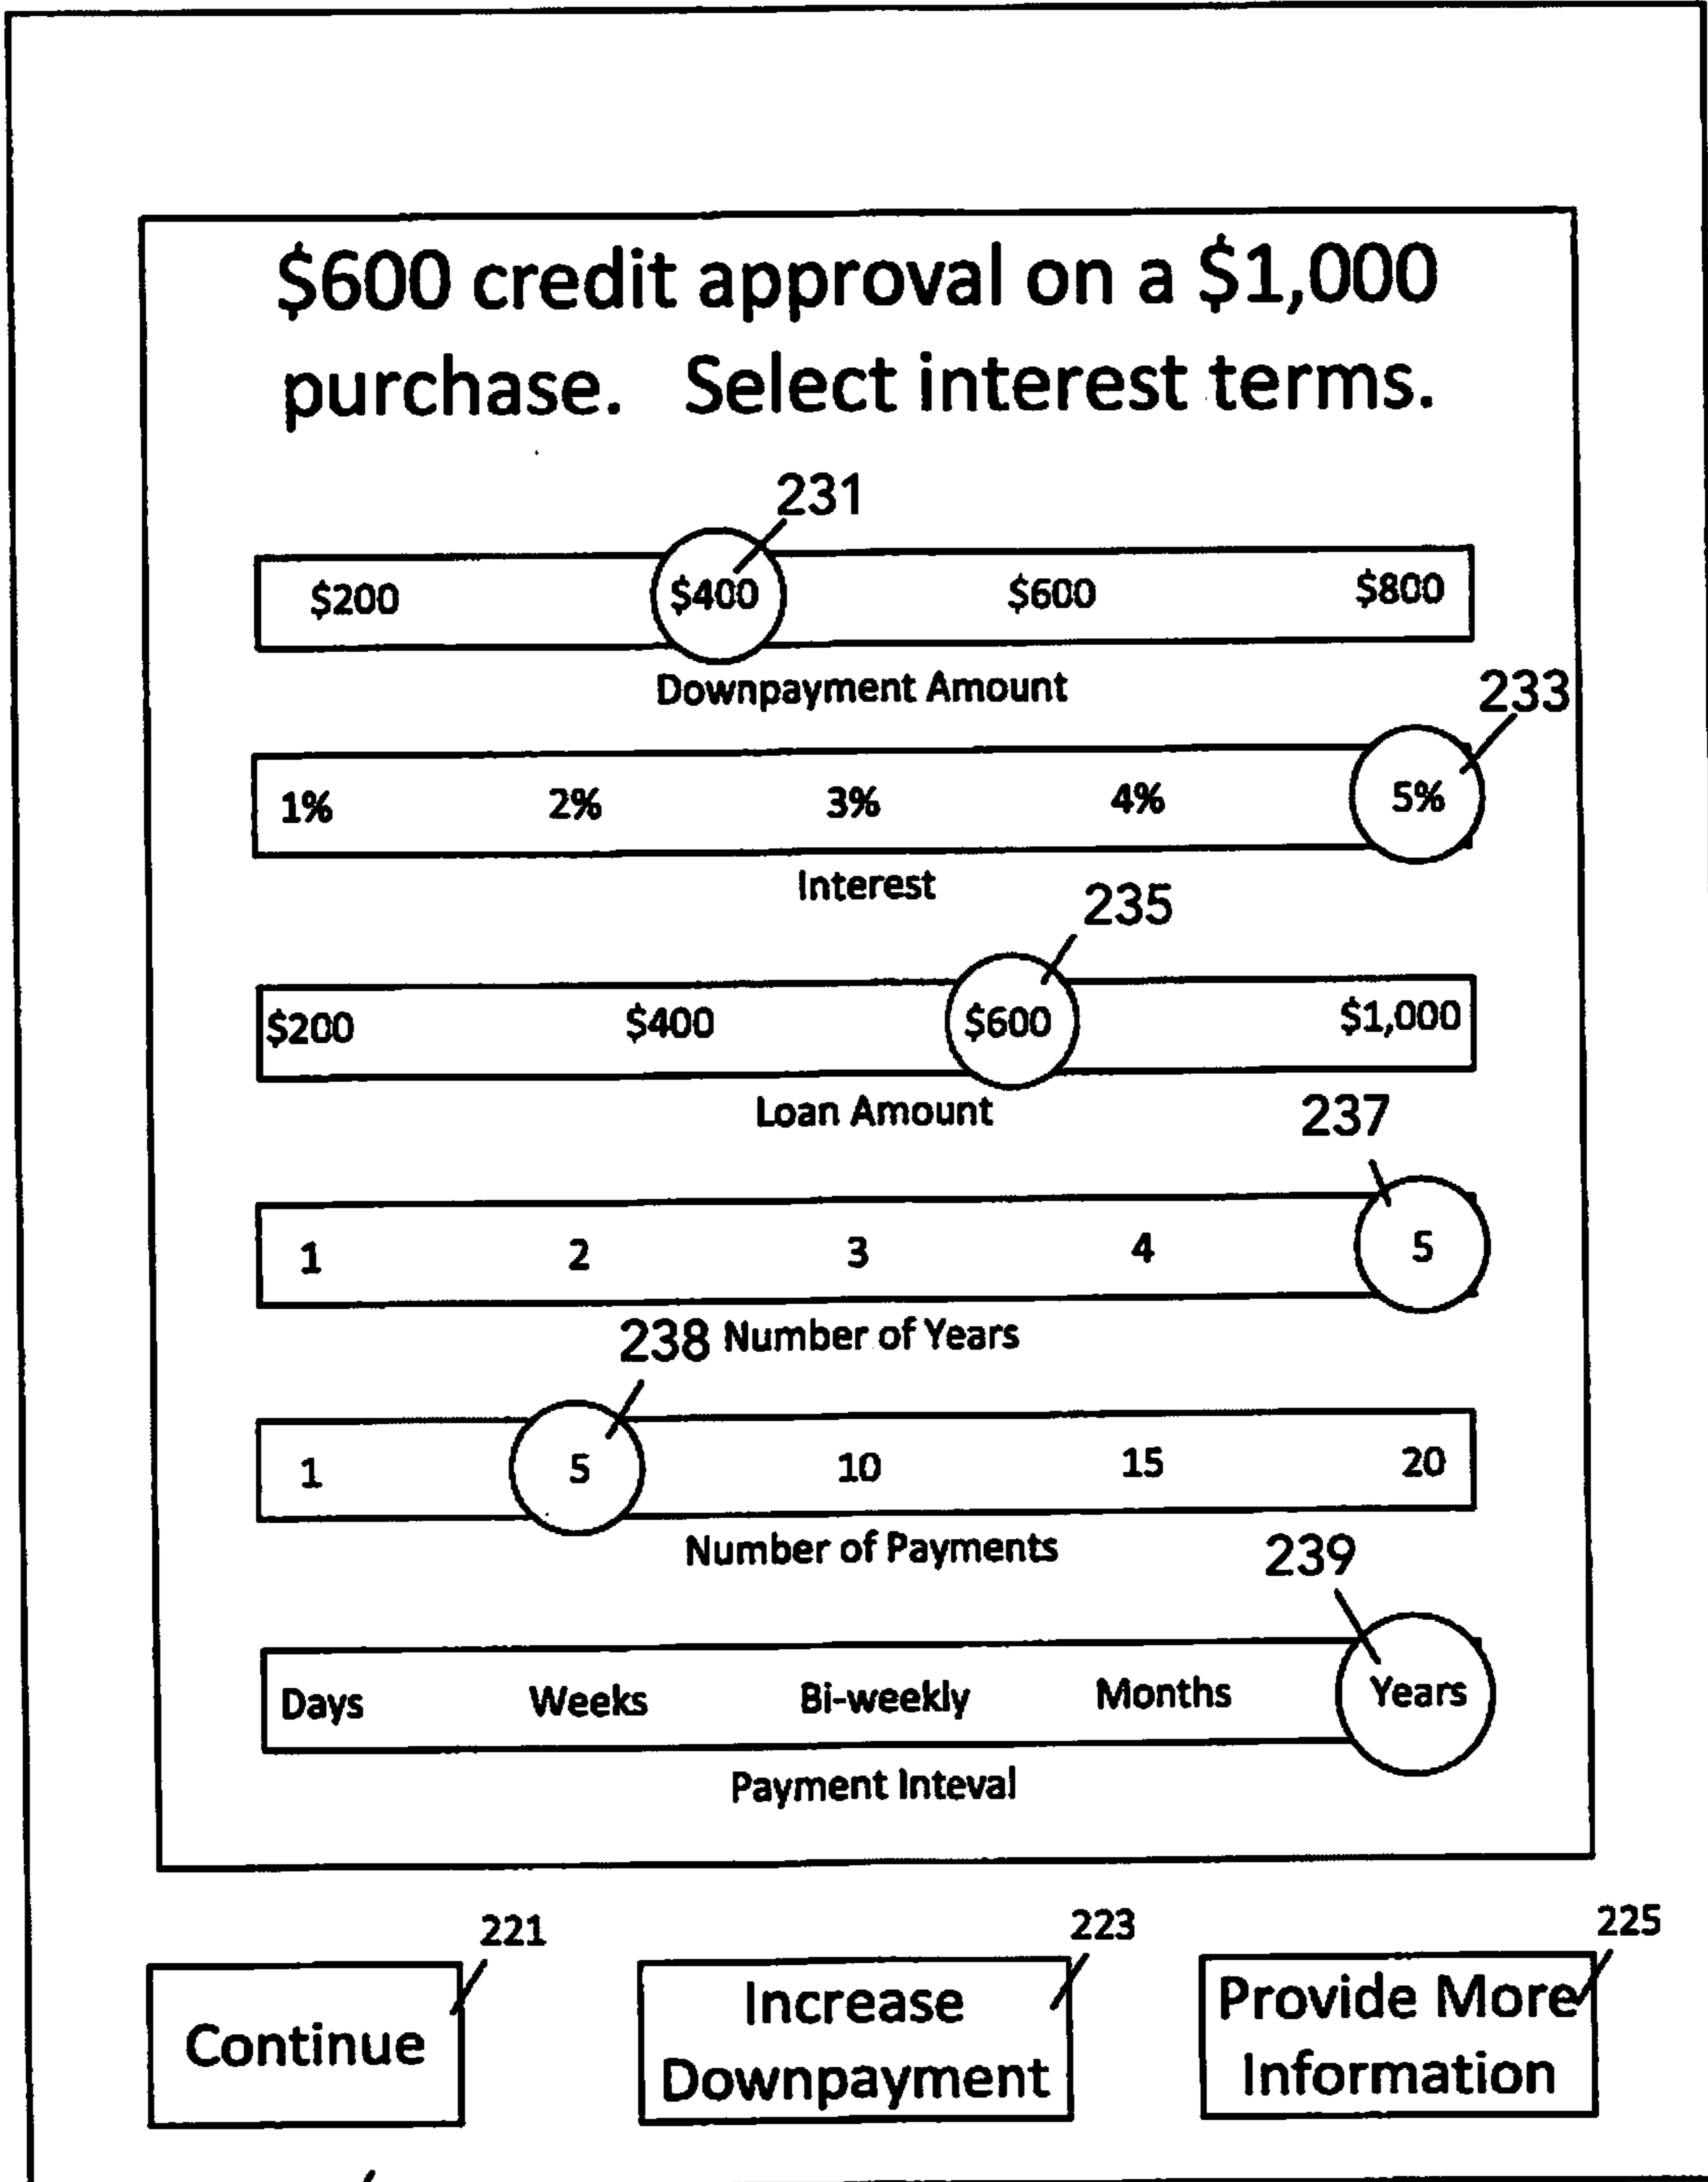 $600 credit approval on a $1,000
purchase. Select interest terms.
231
$200 $400 $600 $800
Downpayment Amount
233
1% 2% 3% 4% 5%
Interest
235
$200 $400 $600 $1,000
Loan Amount
237
1 2 3 4 5
238 Number of Years
1 5 10 15 20
Number of Payments
239
Days Weeks Bi-weekly Months Years
Payment Inteval
221 223 225
Continue
Increase
Downpayment
Provide More
Information